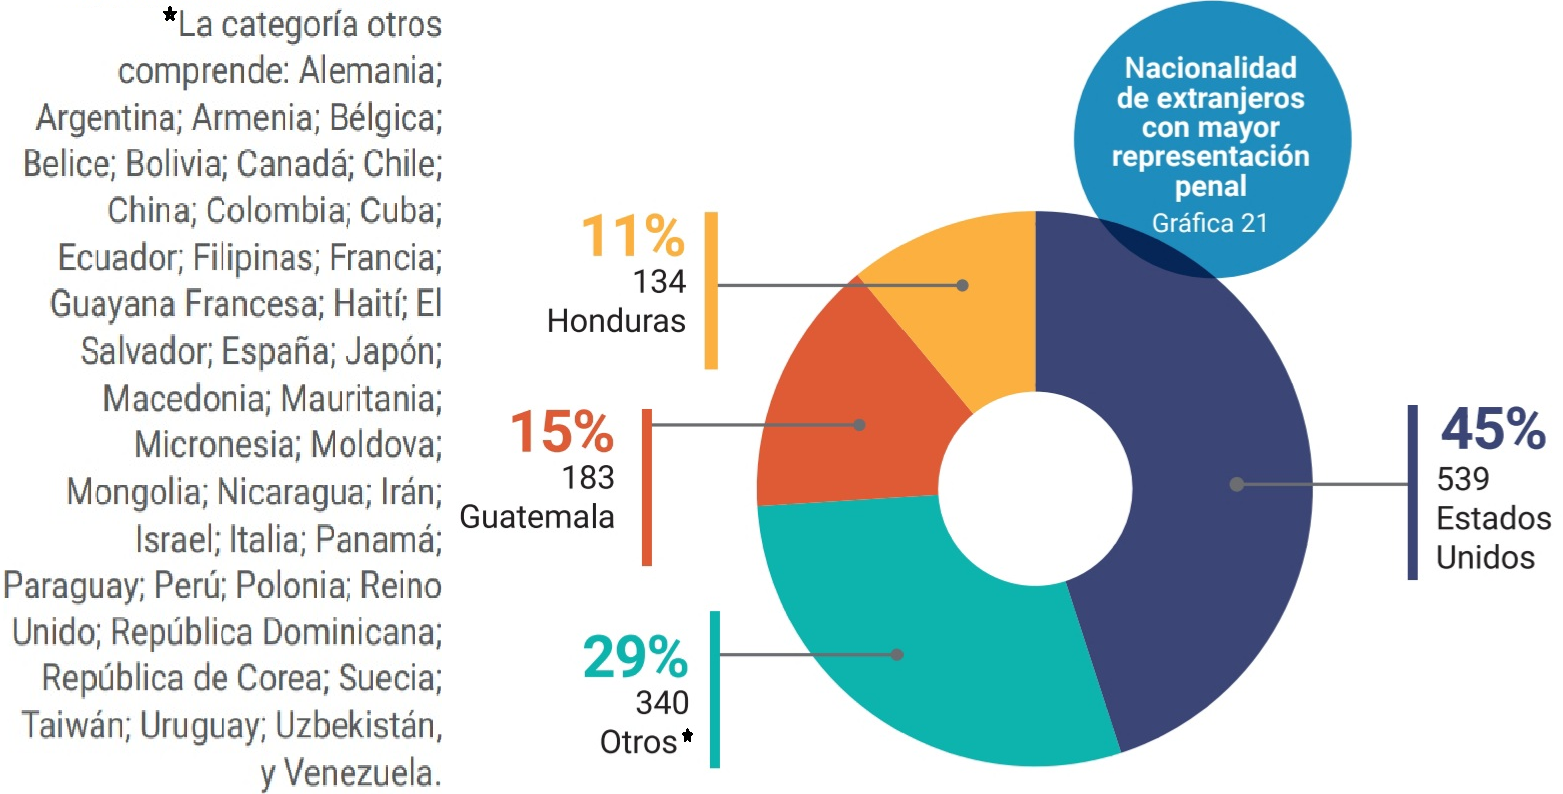 *La categoría otros
comprende: Alemania;
Argentina; Armenia; Bélgica;
Belice; Bolivia; Canadá; Chile;
China; Colombia; Cuba;
Ecuador; Filipinas; Francia;
Guayana Francesa; Haití; El
Salvador; España; Japón;
Macedonia; Mauritania;
Micronesia; Moldova;
Mongolia; Nicaragua; Irán;
Israel; Italia; Panamá;
Paraguay; Perú; Polonia; Reino
Unido; República Dominicana;
República de Corea; Suecia;
Taiwán; Uruguay; Uzbekistán,
y Venezuela.
Nacionalidad
de extranjeros
con mayor
representación
penal
Gráfica 21
11%
134
Honduras
15%
183
Guatemala
29%
340
Otros*
45%
539
Estados
Unidos